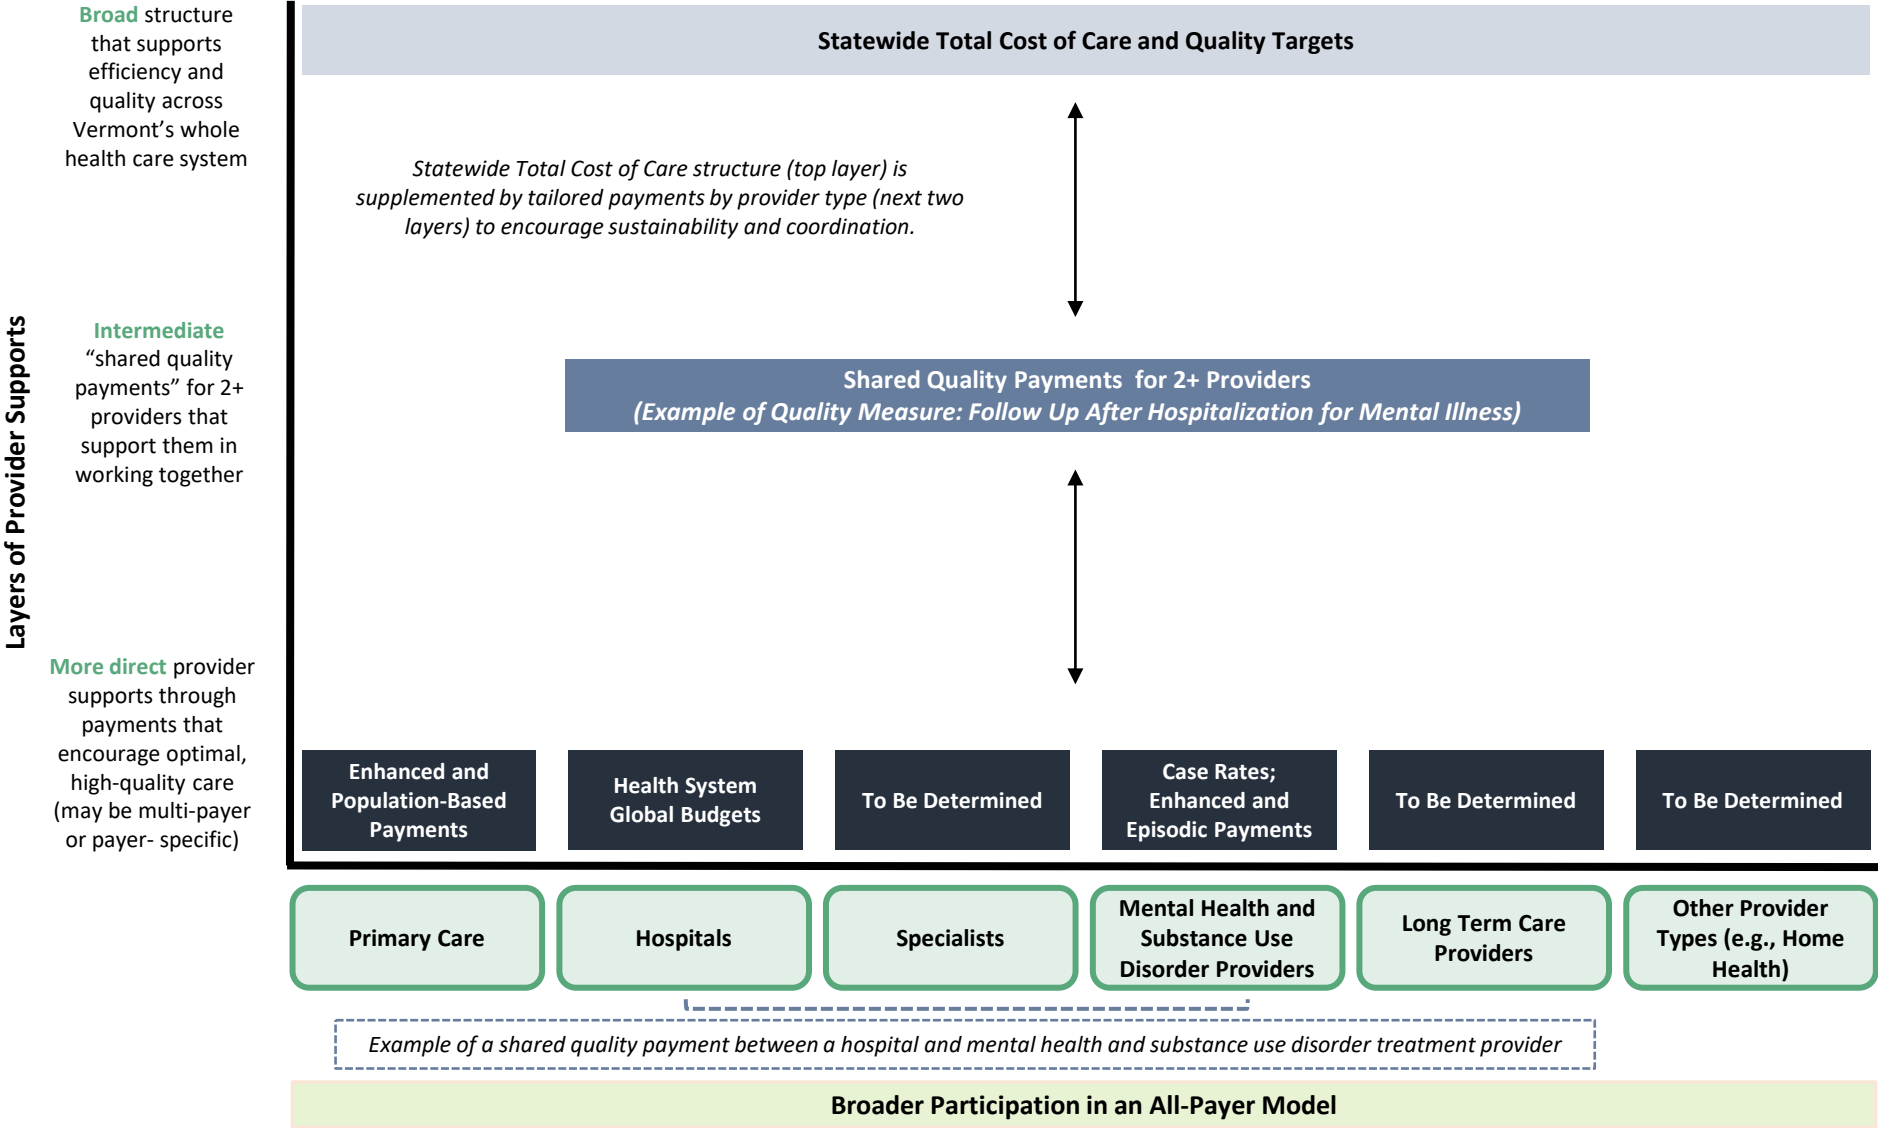 Broad structure
that supports
efficiency and
quality across
Vermont’s whole
health care system
Statewide Total Cost of Care and Quality Targets
Statewide Total Cost of Care structure (top layer) is
supplemented by tailored payments by provider type (next two
layers) to encourage sustainability and coordination.
Layers of Provider Supports
Intermediate
“shared quality
payments” for 2+
providers that
support them in
working together
Shared Quality Payments for 2+ Providers
(Example of Quality Measure: Follow Up After Hospitalization for Mental Illness)
More direct provider
supports through
payments that
encourage optimal,
high-quality care
(may be multi-payer
or payer- specific)
Enhanced and
Population-Based
Payments
Health System
Global Budgets
To Be Determined
Case Rates;
Enhanced and
Episodic Payments
To Be Determined
To Be Determined
Primary Care
Hospitals
Specialists
Mental Health and
Substance Use
Disorder Providers
Long Term Care
Providers
Other Provider
Types (e.g., Home
Health)
Example of a shared quality payment between a hospital and mental health and substance use disorder treatment provider
Broader Participation in an All-Payer Model